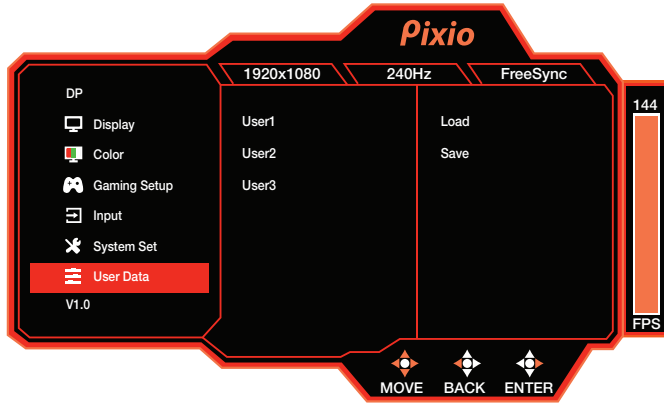 Pixio
1920x1080 240Hz FreeSync
DP
Display
Color
Gaming Setup
Input
System Set
User Data
V1.0
User1
User2
User3
Load
Save
144
FPS
MOVE BACK ENTER